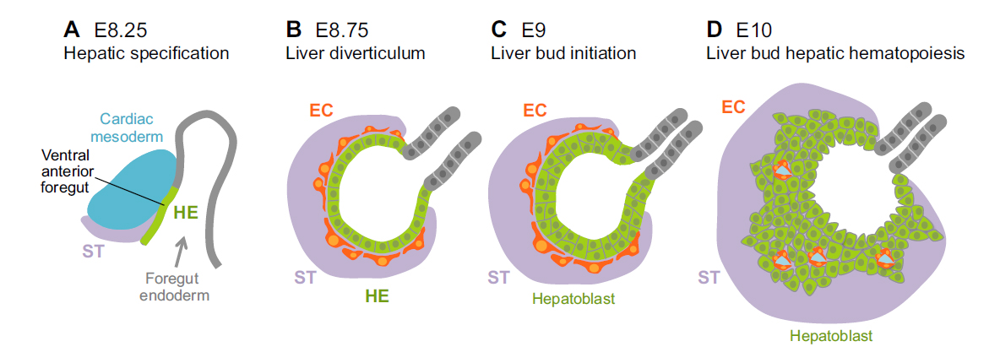 A E8.25
Hepatic specification
Cardiac
mesoderm
Ventral
anterior
foregut
HE
ST
Foregut
endoderm
B E8.75
Liver diverticulum
EC
ST
HE
C E9
Liver bud initiation
EC
ST
Hepatoblast
D E10
Liver bud hepatic hematopoiesis
EC
ST
Hepatoblast